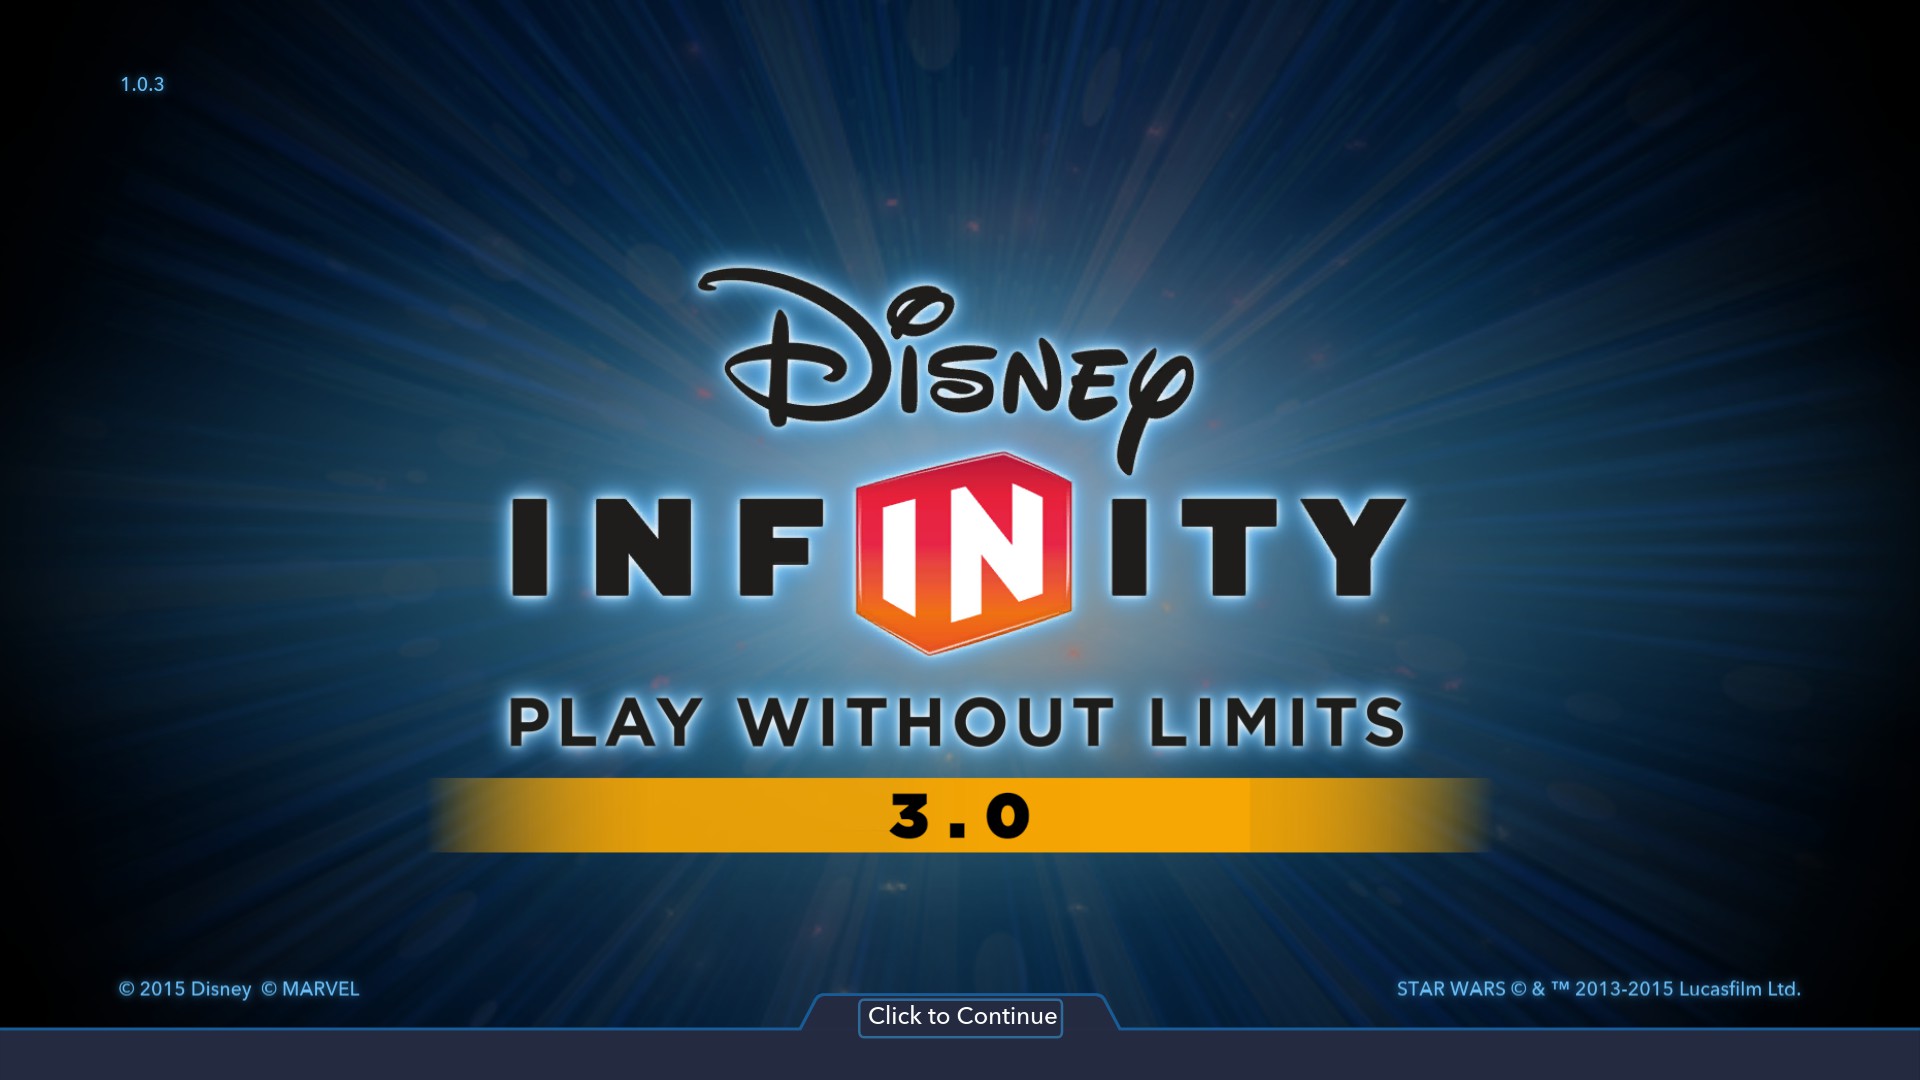 1.0.3
Disney
INFINITY
PLAY WITHOUT LIMITS
3.0
© 2015 Disney © MARVEL
STAR WARS © & ™ 2013-2015 Lucasfilm Ltd.
Click to Continue